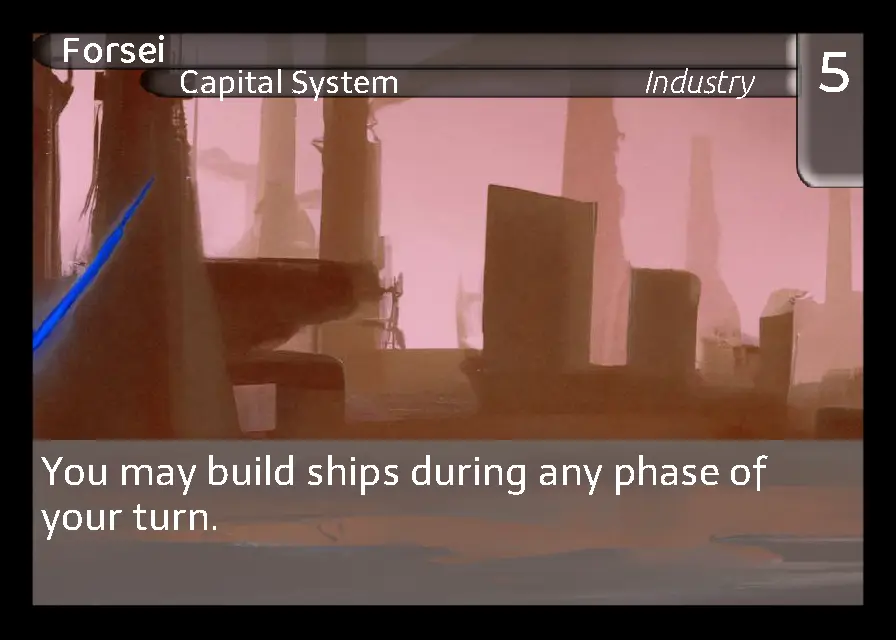 Forsei
Capital System
Industry
5
You may build ships during any phase of
your turn.